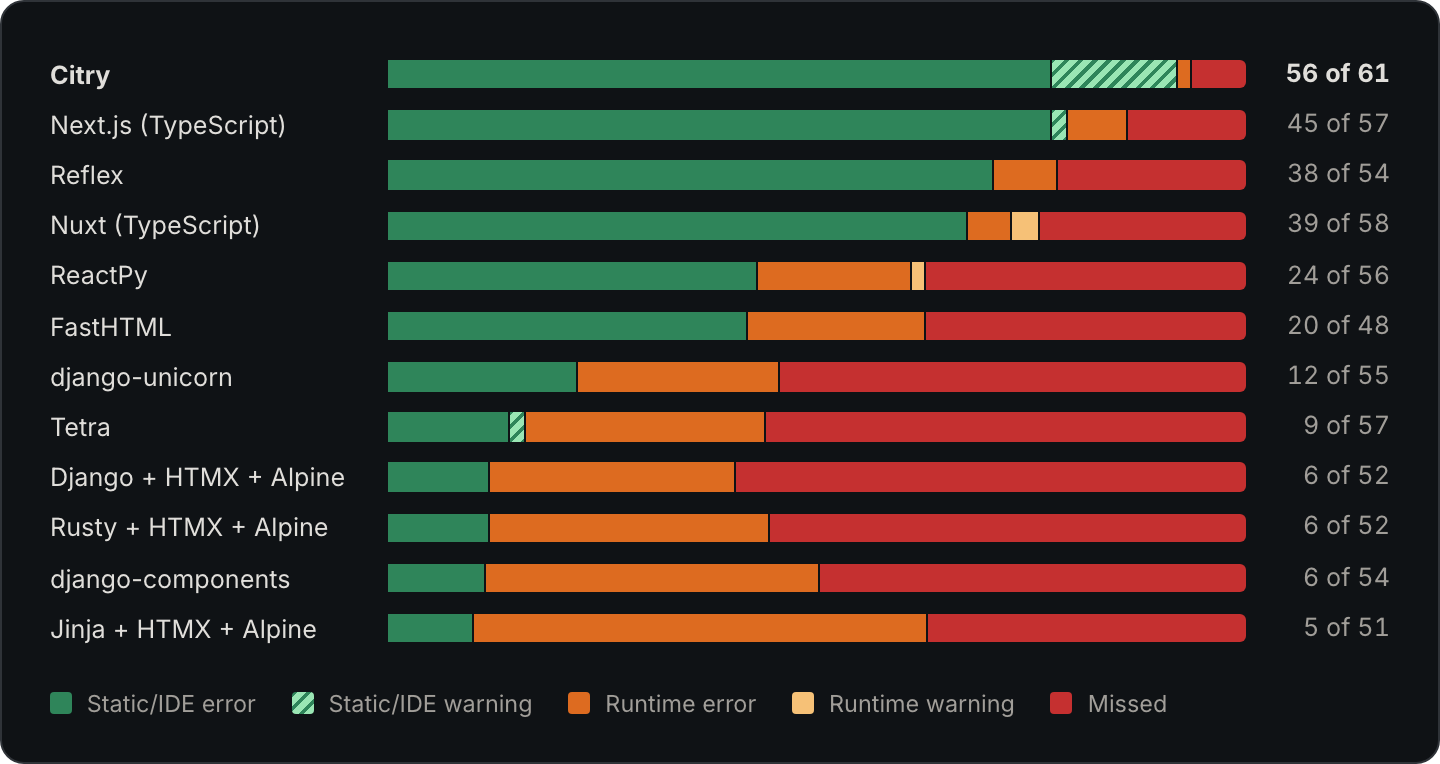 Citry 56 of 61
Next.js (TypeScript) 45 of 57
Reflex 38 of 54
Nuxt (TypeScript) 39 of 58
ReactPy 24 of 56
FastHTML 20 of 48
django-unicorn 12 of 55
Tetra 9 of 57
Django + HTMX + Alpine 6 of 52
Rusty + HTMX + Alpine 6 of 52
django-components 6 of 54
Jinja + HTMX + Alpine 5 of 51
Static/IDE error Static/IDE warning Runtime error Runtime warning Missed